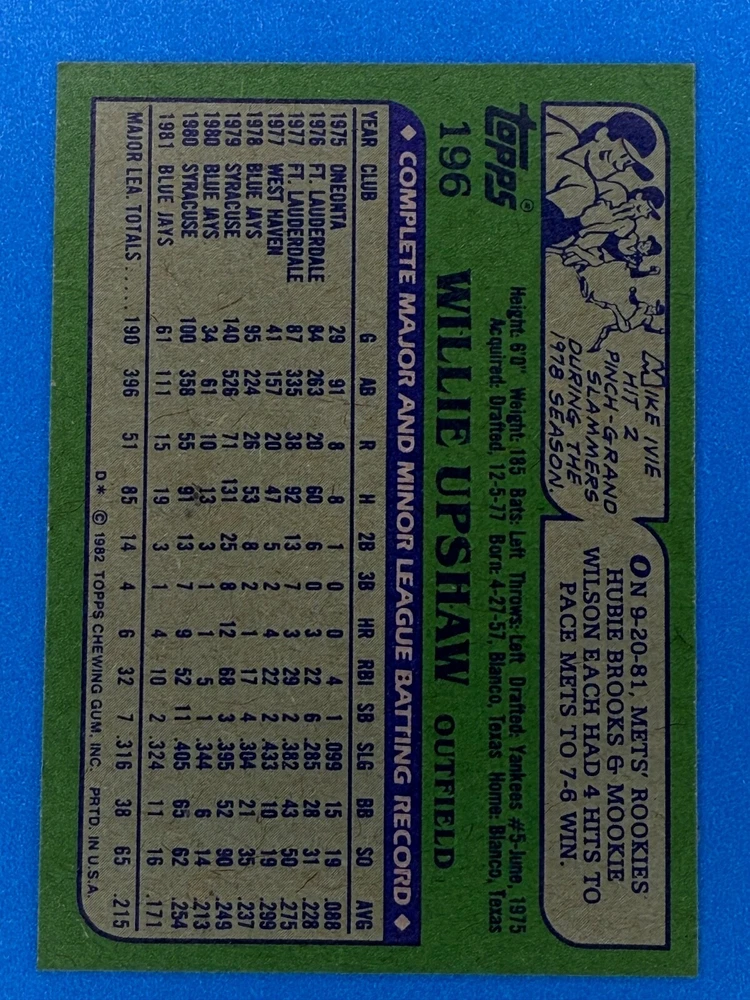 MIKE IVIE
HIT 2
PINCH-GRAND
SLAMMERS
DURING THE
1978 SEASON.
ON 9-20-81, METS' ROOKIES
HUBIE BROOKS & MOOKIE
WILSON EACH HAD 4 HITS TO
PACE METS TO 7-6 WIN.
TOPPS®
196
Height: 6'0" Weight: 185 Bats: Left Throws: Left Drafted: Yankees #5-June, 1975
Acquired: Drafted, 12-5-77 Born: 4-27-57, Blanco, Texas Home: Blanco, Texas
WILLIE UPSHAW OUTFIELD
◆ COMPLETE MAJOR AND MINOR LEAGUE BATTING RECORD ◆
YEAR CLUB G AB R H 2B 3B HR RBI SB SLG BB SO AVG
1975 ONEONTA 29 91 8 8 1 0 0 4 1 .099 15 19 .088
1976 FT. LAUDERDALE 84 263 20 60 6 0 3 22 6 .285 28 31 .228
1977 FT. LAUDERDALE 87 335 38 92 13 7 3 29 2 .382 43 50 .275
1977 WEST HAVEN 41 157 20 47 5 2 4 22 2 .433 10 19 .299
1978 BLUE JAYS 95 224 26 53 8 2 1 17 4 .304 21 35 .237
1979 SYRACUSE 140 526 71 131 25 8 12 68 3 .395 52 90 .249
1980 BLUE JAYS 34 61 10 13 3 1 1 5 1 .344 6 14 .213
1980 SYRACUSE 100 358 55 91 13 7 9 52 11 .405 65 62 .254
1981 BLUE JAYS 61 111 15 19 3 1 4 10 2 .324 11 16 .171
MAJOR LEA. TOTALS..... 190 396 51 85 14 4 6 32 7 .316 38 65 .215
D* © 1982 TOPPS CHEWING GUM, INC. PRTD. IN U.S.A.